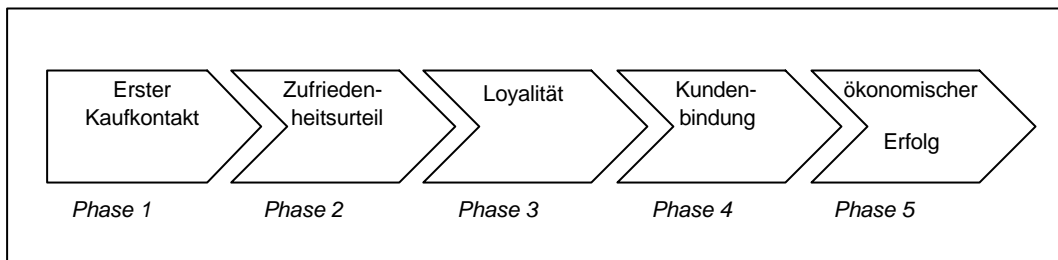 Erster
Kaufkontakt
Zufrieden-
heitsurteil
Loyalität
Kunden-
bindung
ökonomischer
Erfolg
Phase 1
Phase 2
Phase 3
Phase 4
Phase 5